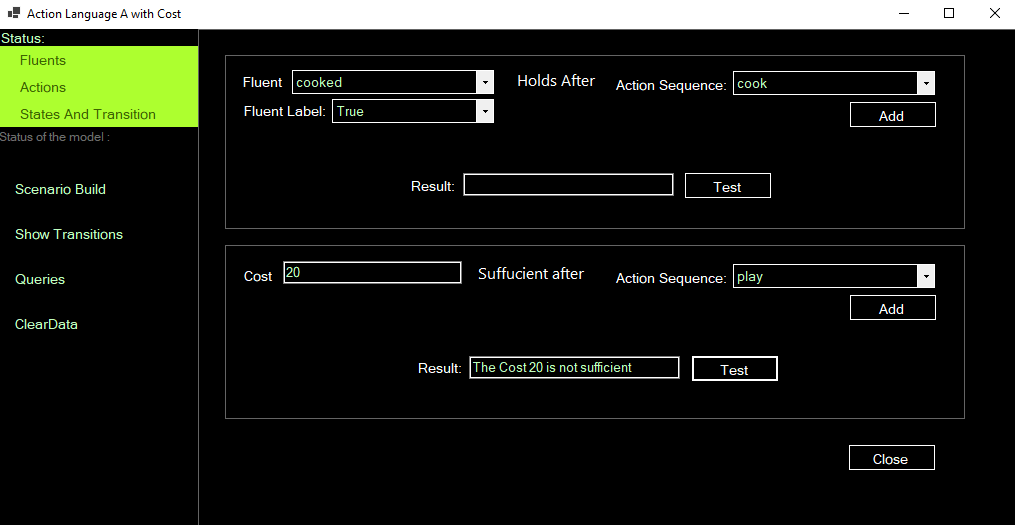 Action Language A with Cost
Status:
Fluents
Actions
States And Transition
Status of the model :
Scenario Build
Show Transitions
Queries
ClearData
Fluent cooked Holds After Action Sequence: cook
Fluent Label: True Add
Result: Test
Cost 20 Suffucient after Action Sequence: play
Add
Result: The Cost 20 is not sufficient Test
Close